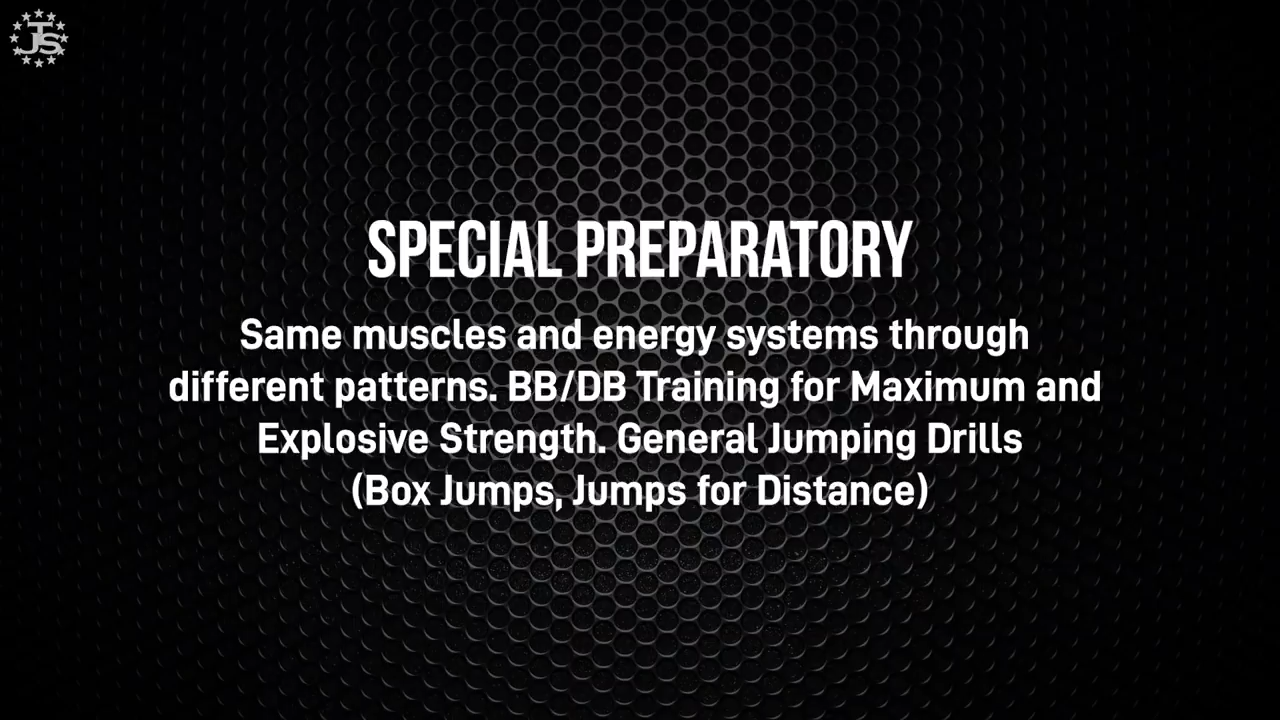 JTS
SPECIAL PREPARATORY
Same muscles and energy systems through
different patterns. BB/DB Training for Maximum and
Explosive Strength. General Jumping Drills
(Box Jumps, Jumps for Distance)